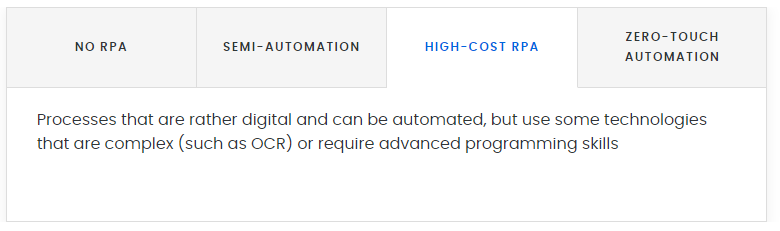 NO RPA
SEMI-AUTOMATION
HIGH-COST RPA
ZERO-TOUCH
AUTOMATION
Processes that are rather digital and can be automated, but use some technologies
that are complex (such as OCR) or require advanced programming skills